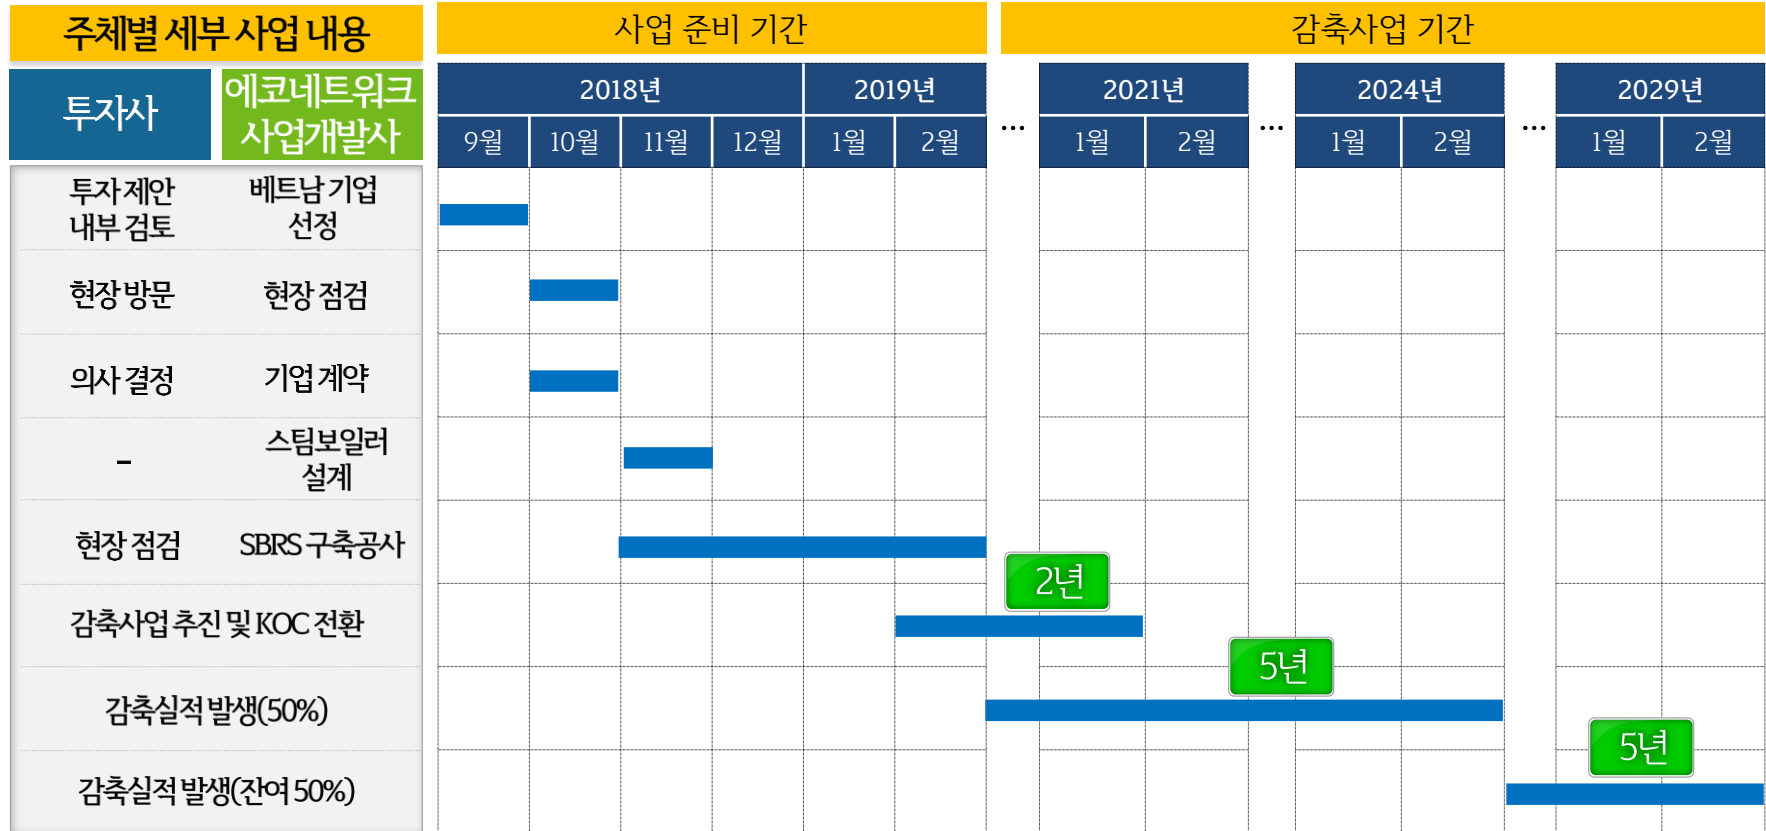 주체별 세부 사업 내용
사업 준비 기간
감축사업 기간
투자사
에코네트워크
사업개발사
2018년
2019년
2021년
2024년
2029년
9월
10월
11월
12월
1월
2월
...
1월
2월
...
1월
2월
...
1월
2월
투자 제안
내부 검토
베트남 기업
선정
현장 방문
현장 점검
의사 결정
기업 계약
-
스팀보일러
설계
현장 점검
SBRS 구축공사
2년
감축사업 추진 및 KOC 전환
5년
감축실적 발생(50%)
5년
감축실적 발생(잔여 50%)